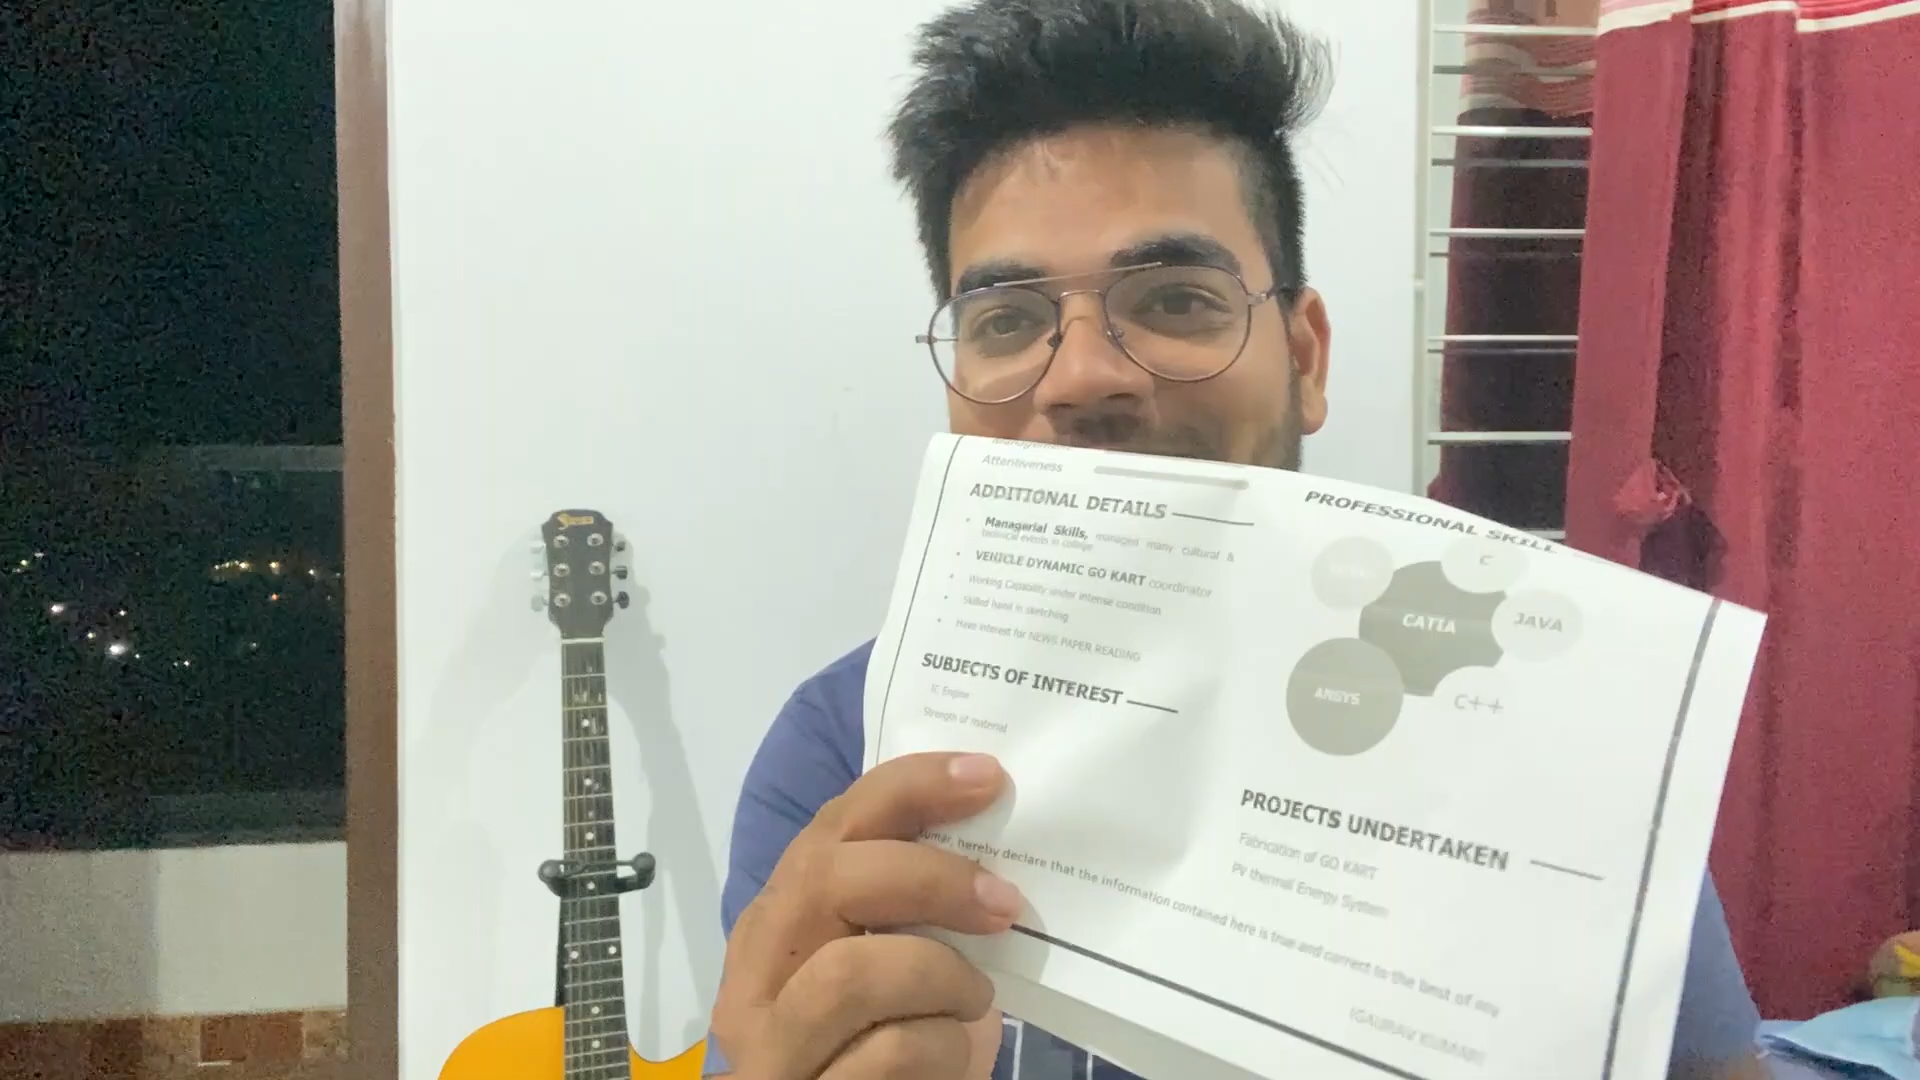 Management
Attentiveness
ADDITIONAL DETAILS
Managerial Skills, managed many cultural &
technical events in college
VEHICLE DYNAMIC GO KART coordinator
Working Capability under intense condition
Skilled hand in sketching
Have interest for NEWS PAPER READING
SUBJECTS OF INTEREST
IC Engine
Strength of material
PROFESSIONAL SKILL
C
CATIA
JAVA
ANSYS
C++
PROJECTS UNDERTAKEN
Fabrication of GO KART
PV thermal Energy System
Kumar, hereby declare that the information contained here is true and correct to the best of my
(GAURAV KUMAR)